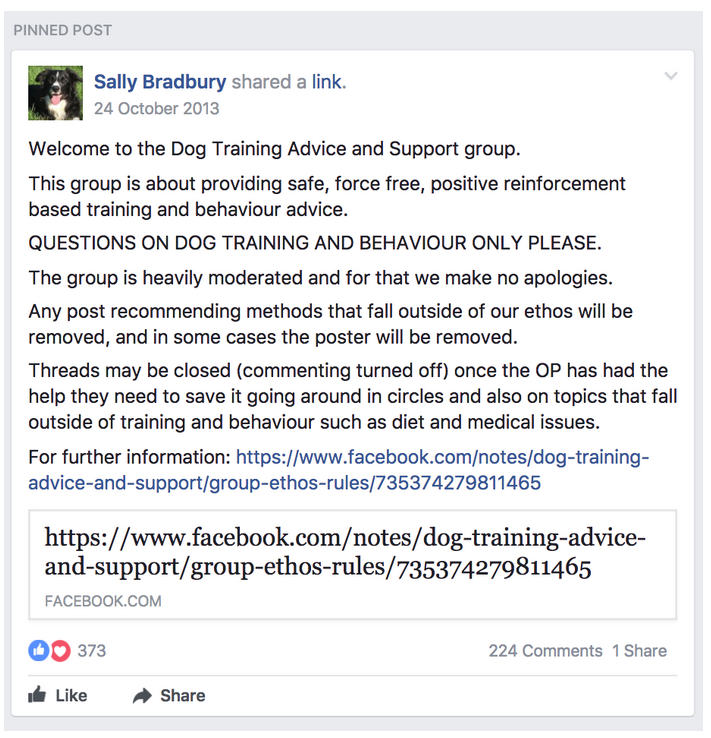 PINNED POST
Sally Bradbury shared a link.
24 October 2013
Welcome to the Dog Training Advice and Support group.
This group is about providing safe, force free, positive reinforcement
based training and behaviour advice.
QUESTIONS ON DOG TRAINING AND BEHAVIOUR ONLY PLEASE.
The group is heavily moderated and for that we make no apologies.
Any post recommending methods that fall outside of our ethos will be
removed, and in some cases the poster will be removed.
Threads may be closed (commenting turned off) once the OP has had the
help they need to save it going around in circles and also on topics that fall
outside of training and behaviour such as diet and medical issues.
For further information: https://www.facebook.com/notes/dog-training-
advice-and-support/group-ethos-rules/735374279811465
https://www.facebook.com/notes/dog-training-advice-
and-support/group-ethos-rules/735374279811465
FACEBOOK.COM
373 224 Comments 1 Share
Like Share